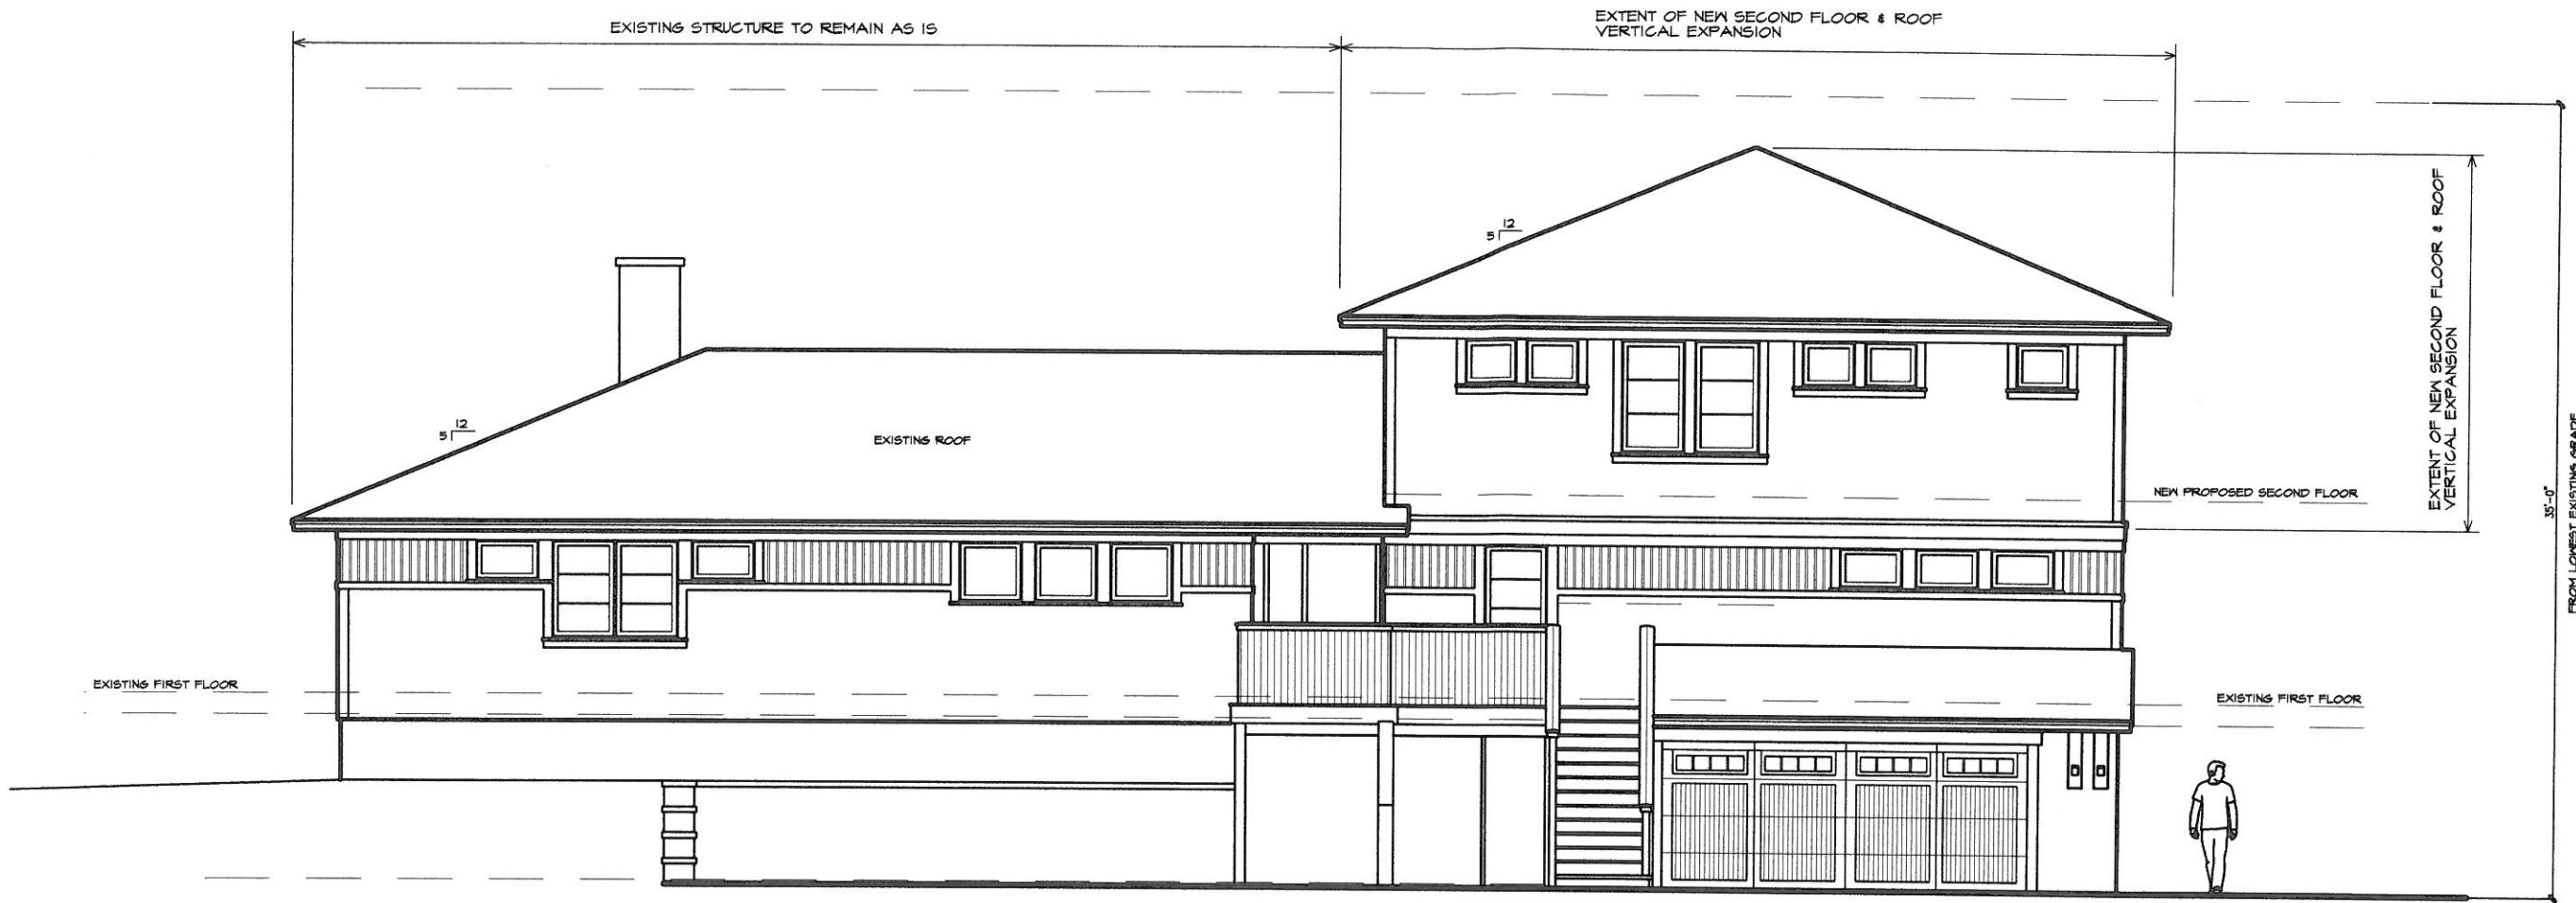 EXISTING STRUCTURE TO REMAIN AS IS
EXTENT OF NEW SECOND FLOOR & ROOF
VERTICAL EXPANSION
12
5
12
5
EXISTING ROOF
EXTENT OF NEW SECOND FLOOR & ROOF
VERTICAL EXPANSION
NEW PROPOSED SECOND FLOOR
35'-0"
FROM LOWEST EXISTING GRADE
EXISTING FIRST FLOOR
EXISTING FIRST FLOOR